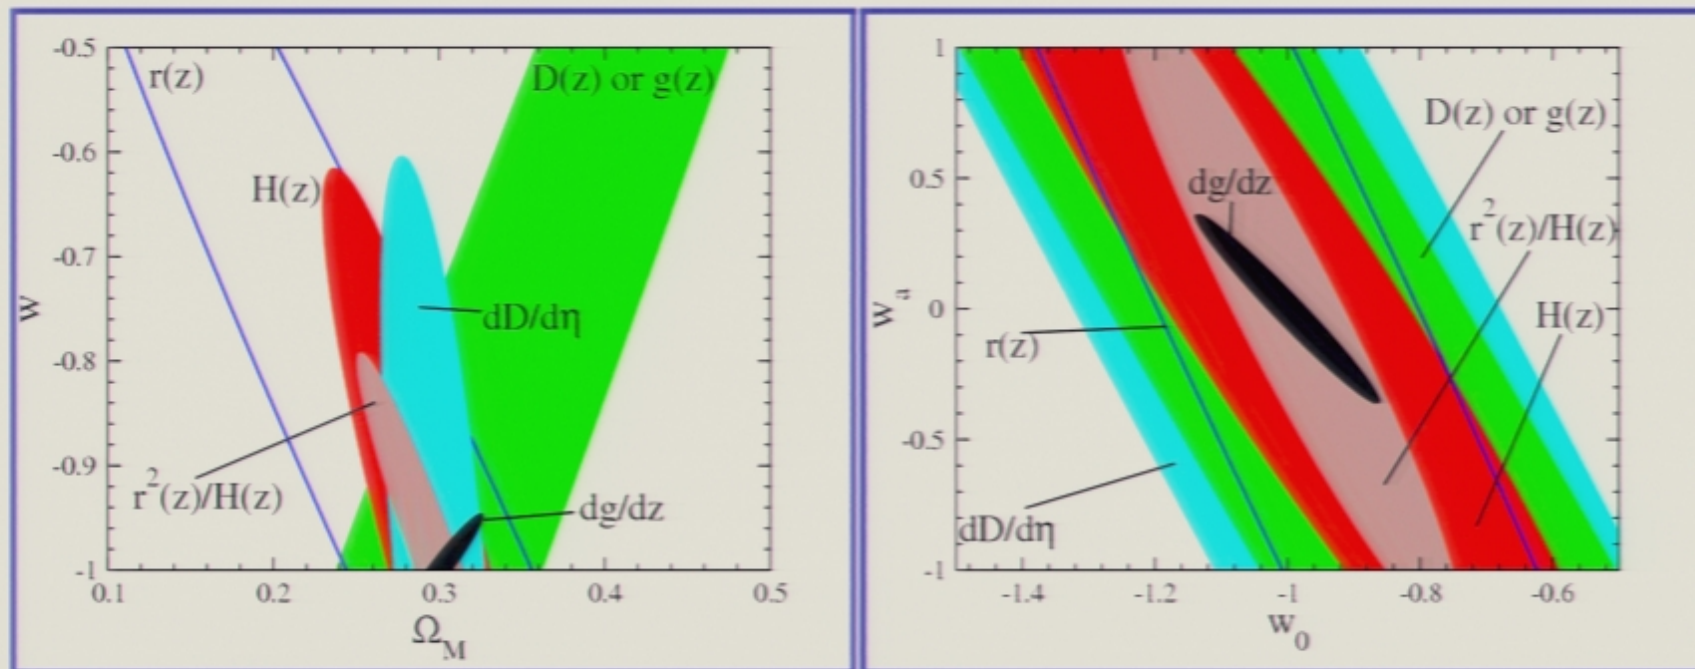 -0.5
r(z)
D(z) or g(z)
-0.6
H(z)
-0.7
w
dD/dη
-0.8
-0.9
r²(z)/H(z)
dg/dz
-1
0.1 0.2 0.3 0.4 0.5
Ω_M
1
D(z) or g(z)
0.5
dg/dz
r²(z)/H(z)
w_a
0
H(z)
r(z)
-0.5
dD/dη
-1
-1.4 -1.2 -1 -0.8 -0.6
w_0